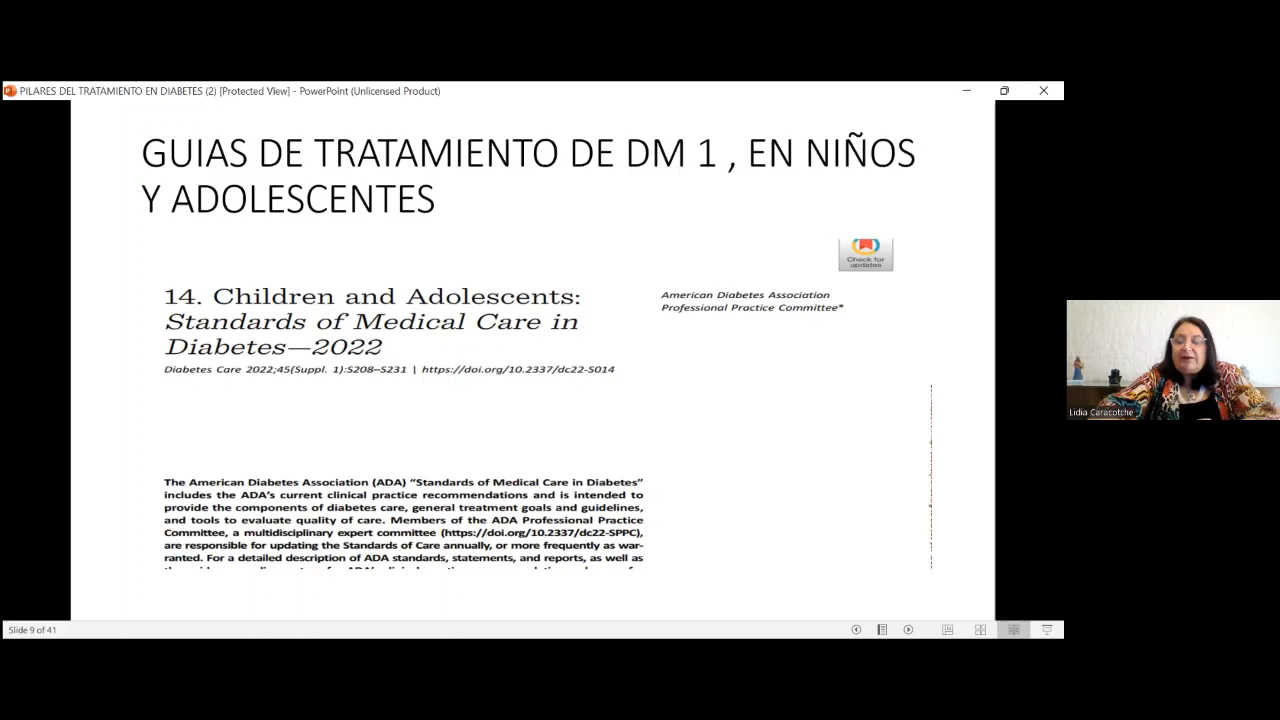 PILARES DEL TRATAMIENTO EN DIABETES (2) [Protected View] - PowerPoint (Unlicensed Product)
GUIAS DE TRATAMIENTO DE DM 1 , EN NIÑOS
Y ADOLESCENTES
Check for
updates
14. Children and Adolescents:
Standards of Medical Care in
Diabetes—2022
Diabetes Care 2022;45(Suppl. 1):S208–S231 | https://doi.org/10.2337/dc22-S014
American Diabetes Association
Professional Practice Committee*
The American Diabetes Association (ADA) “Standards of Medical Care in Diabetes”
includes the ADA’s current clinical practice recommendations and is intended to
provide the components of diabetes care, general treatment goals and guidelines,
and tools to evaluate quality of care. Members of the ADA Professional Practice
Committee, a multidisciplinary expert committee (https://doi.org/10.2337/dc22-SPPC),
are responsible for updating the Standards of Care annually, or more frequently as war-
ranted. For a detailed description of ADA standards, statements, and reports, as well as
Lidia Caracotche
Slide 9 of 41